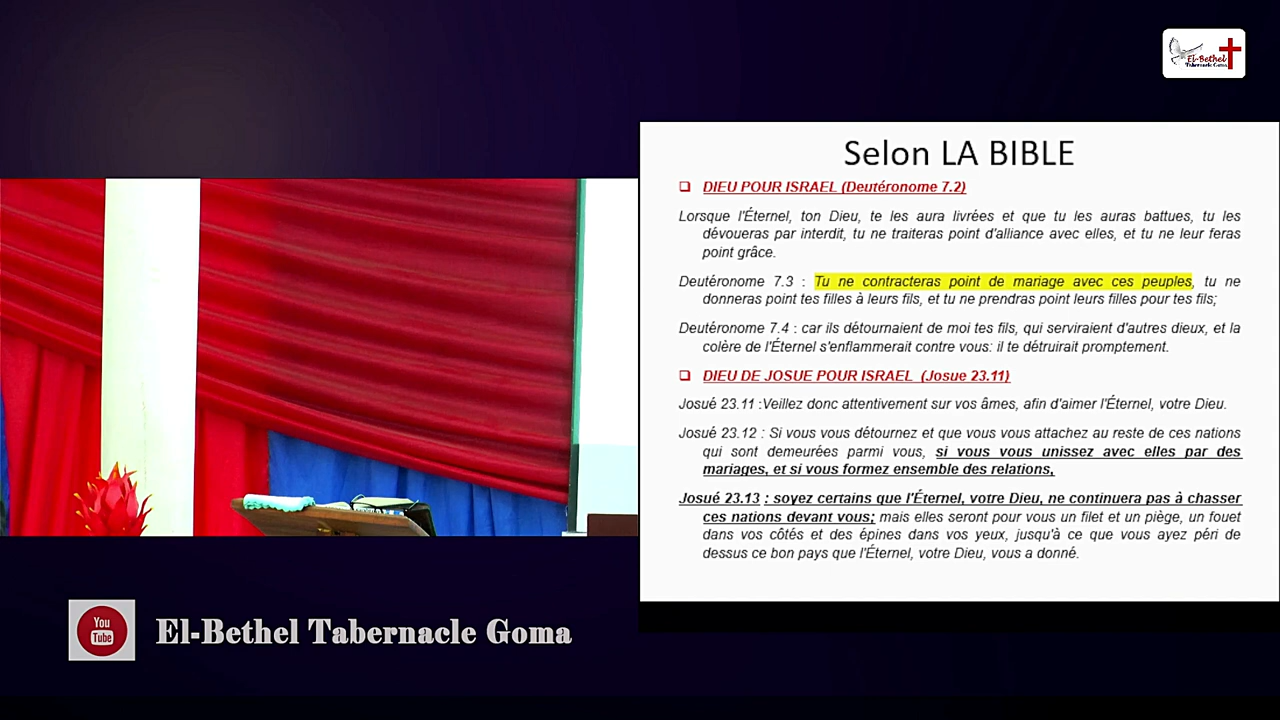 El-Bethel
Tabernacle Goma
Selon LA BIBLE
DIEU POUR ISRAEL (Deutéronome 7.2)
Lorsque l'Éternel, ton Dieu, te les aura livrées et que tu les auras battues, tu les
dévoueras par interdit, tu ne traiteras point d'alliance avec elles, et tu ne leur feras
point grâce.
Deutéronome 7.3 : Tu ne contracteras point de mariage avec ces peuples, tu ne
donneras point tes filles à leurs fils, et tu ne prendras point leurs filles pour tes fils;
Deutéronome 7.4 : car ils détournaient de moi tes fils, qui serviraient d'autres dieux, et la
colère de l'Éternel s'enflammerait contre vous: il te détruirait promptement.
DIEU DE JOSUE POUR ISRAEL (Josue 23.11)
Josué 23.11 :Veillez donc attentivement sur vos âmes, afin d'aimer l'Éternel, votre Dieu.
Josué 23.12 : Si vous vous détournez et que vous vous attachez au reste de ces nations
qui sont demeurées parmi vous, si vous vous unissez avec elles par des
mariages, et si vous formez ensemble des relations,
Josué 23.13 : soyez certains que l'Éternel, votre Dieu, ne continuera pas à chasser
ces nations devant vous; mais elles seront pour vous un filet et un piège, un fouet
dans vos côtés et des épines dans vos yeux, jusqu'à ce que vous ayez péri de
dessus ce bon pays que l'Éternel, votre Dieu, vous a donné.
You
Tube
El-Bethel Tabernacle Goma